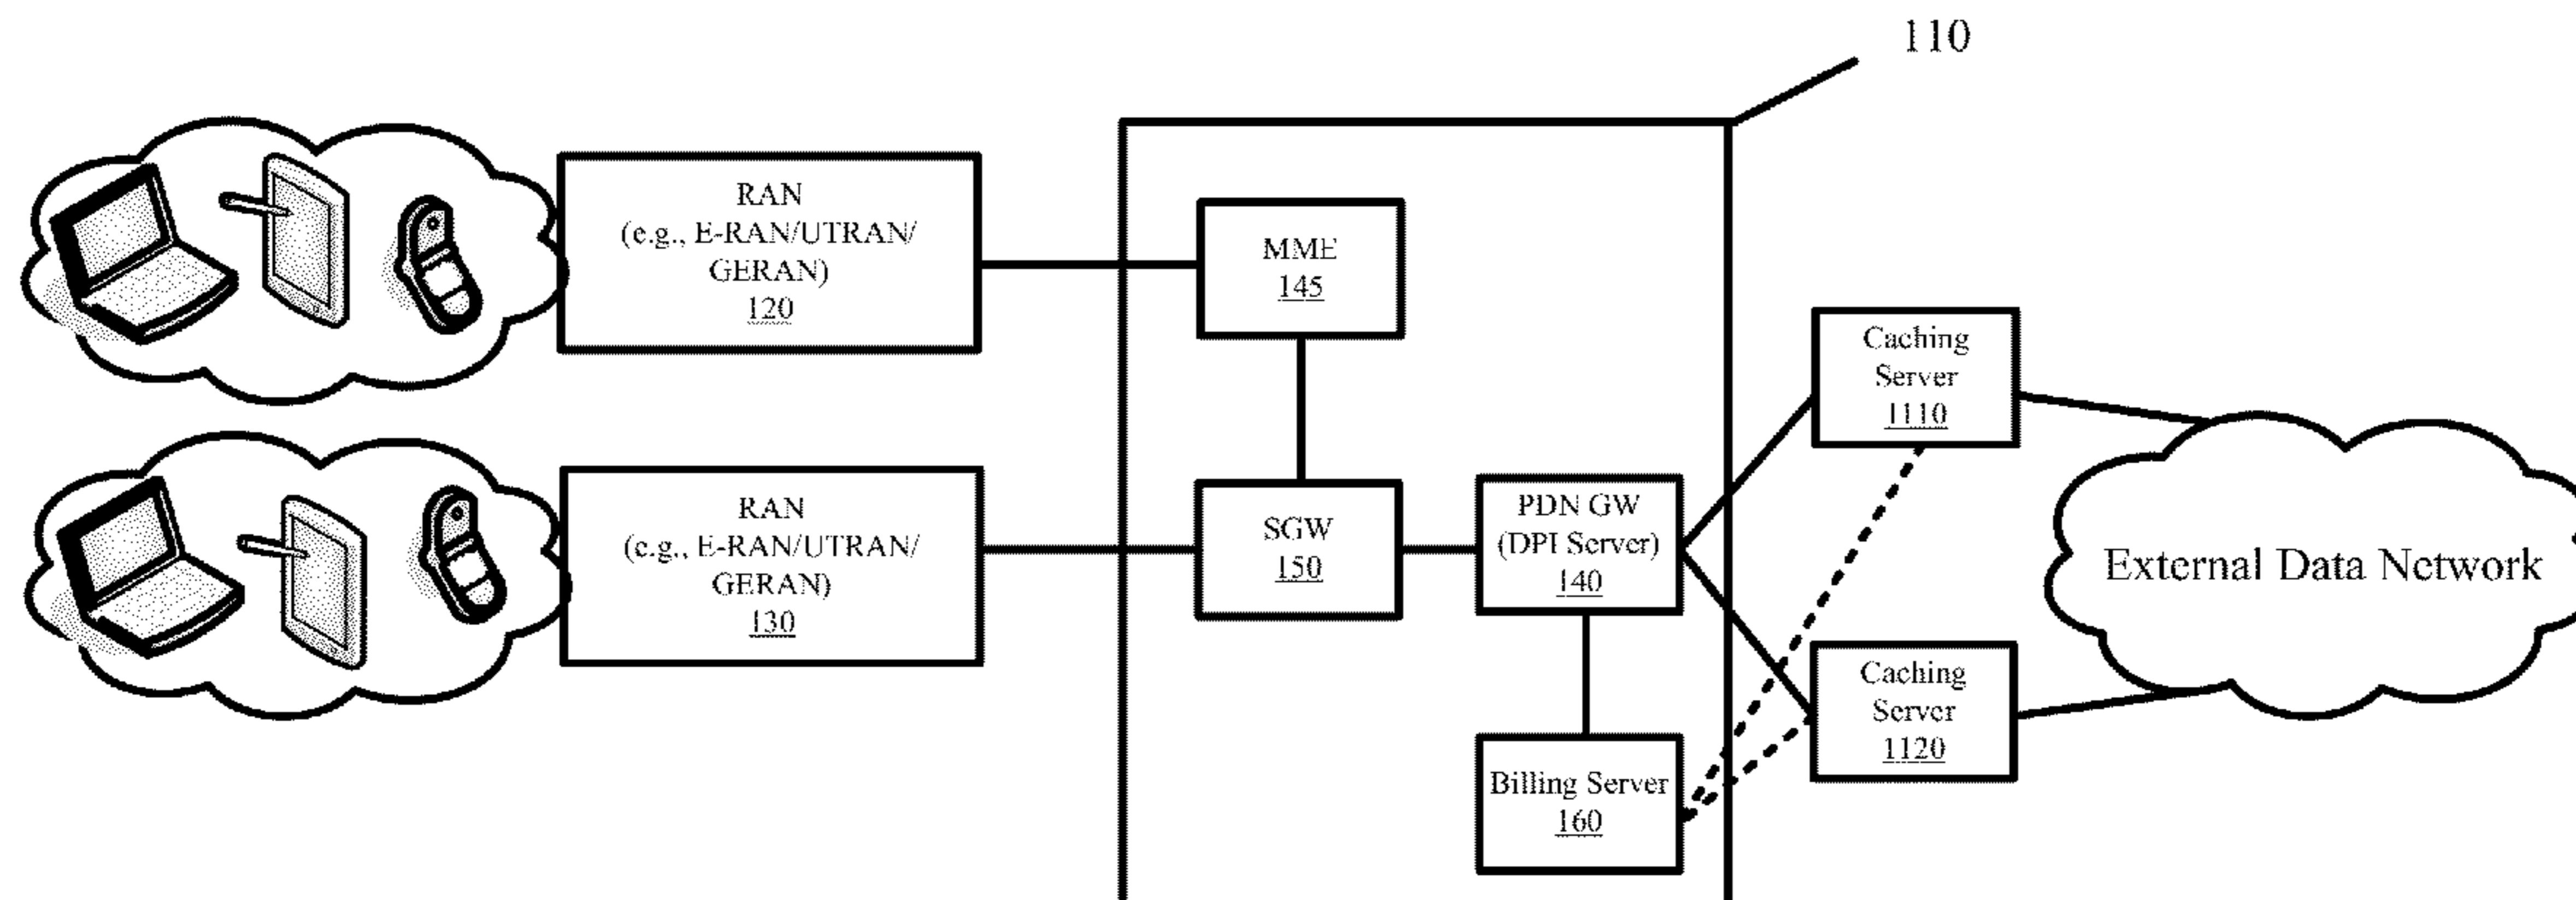 110
RAN
(e.g., E-RAN/UTRAN/
GERAN)
120
MME
145
Caching
Server
1110
RAN
(e.g., E-RAN/UTRAN/
GERAN)
130
SGW
150
PDN GW
(DPI Server)
140
External Data Network
Caching
Server
1120
Billing Server
160